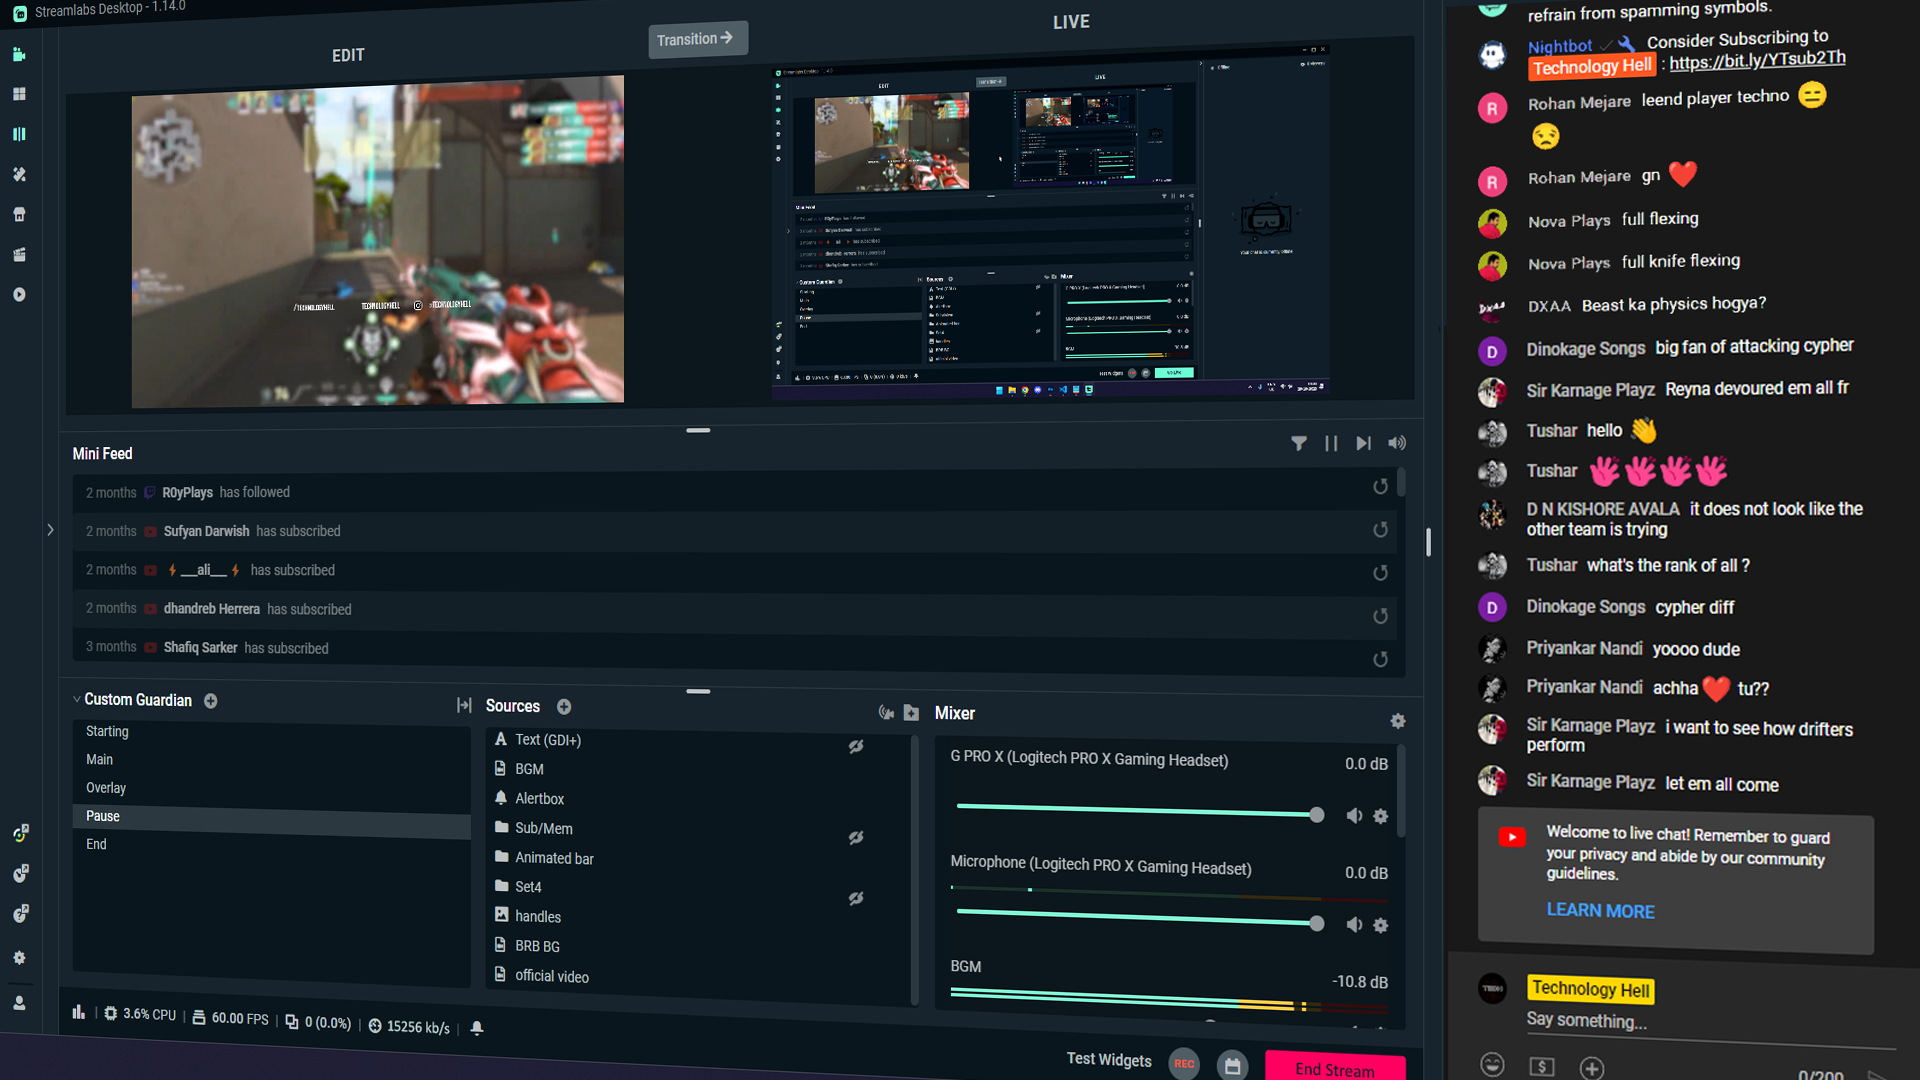 Streamlabs Desktop - 1.14.0
EDIT
Transition
LIVE
/TECHNOLOGYHELL
TECHNOLOGYHELL
EDIT
LIVE
Mini Feed
Custom Guardian
Sources
Mixer
Mini Feed
2 months R0yPlays has followed
2 months Sufyan Darwish has subscribed
2 months ⚡__ali__⚡ has subscribed
2 months dhandreb Herrera has subscribed
3 months Shafiq Sarker has subscribed
Custom Guardian
Starting
Main
Overlay
Pause
End
Sources
Text (GDI+)
BGM
Alertbox
Sub/Mem
Animated bar
Set4
handles
BRB BG
official video
Mixer
G PRO X (Logitech PRO X Gaming Headset) 0.0 dB
Microphone (Logitech PRO X Gaming Headset) 0.0 dB
BGM -10.8 dB
3.6% CPU
60.00 FPS
0 (0.0%)
15256 kb/s
Test Widgets
REC
End Stream
refrain from spamming symbols.
Nightbot Consider Subscribing to
Technology Hell : https://bit.ly/YTsub2Th
Rohan Mejare leend player techno 😑
😒
Rohan Mejare gn ❤️
Nova Plays full flexing
Nova Plays full knife flexing
DXAA
DXAA Beast ka physics hogya?
D
Dinokage Songs big fan of attacking cypher
Sir Karnage Playz Reyna devoured em all fr
Tushar hello 👋
Tushar
D N KISHORE AVALA it does not look like the
other team is trying
Tushar what's the rank of all ?
D
Dinokage Songs cypher diff
Priyankar Nandi yoooo dude
Priyankar Nandi achha ❤️ tu??
Sir Karnage Playz i want to see how drifters
perform
Sir Karnage Playz let em all come
Welcome to live chat! Remember to guard
your privacy and abide by our community
guidelines.
LEARN MORE
Technology Hell
Say something...
0/200